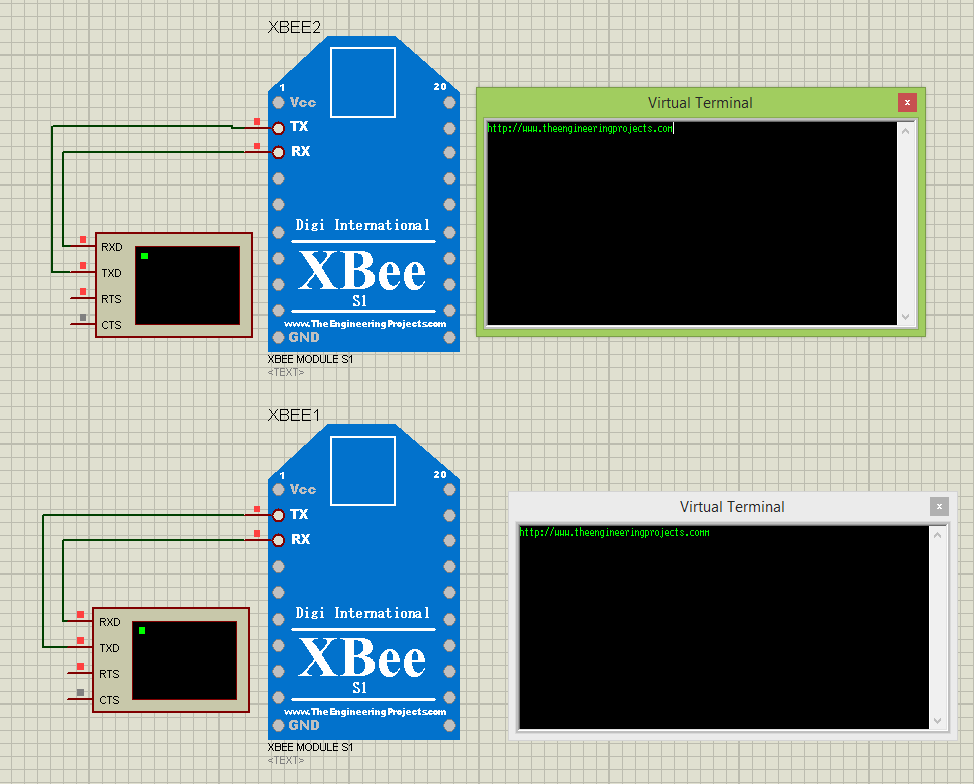 XBEE2
1
20
Vcc
TX
RX
Digi International
XBee
S1
www.TheEngineeringProjects.com
GND
XBEE MODULE S1
<TEXT>
RXD
TXD
RTS
CTS
Virtual Terminal
x
http://www.theengineeringprojects.com
XBEE1
1
20
Vcc
TX
RX
Digi International
XBee
S1
www.TheEngineeringProjects.com
GND
XBEE MODULE S1
<TEXT>
RXD
TXD
RTS
CTS
Virtual Terminal
x
http://www.theengineeringprojects.comm